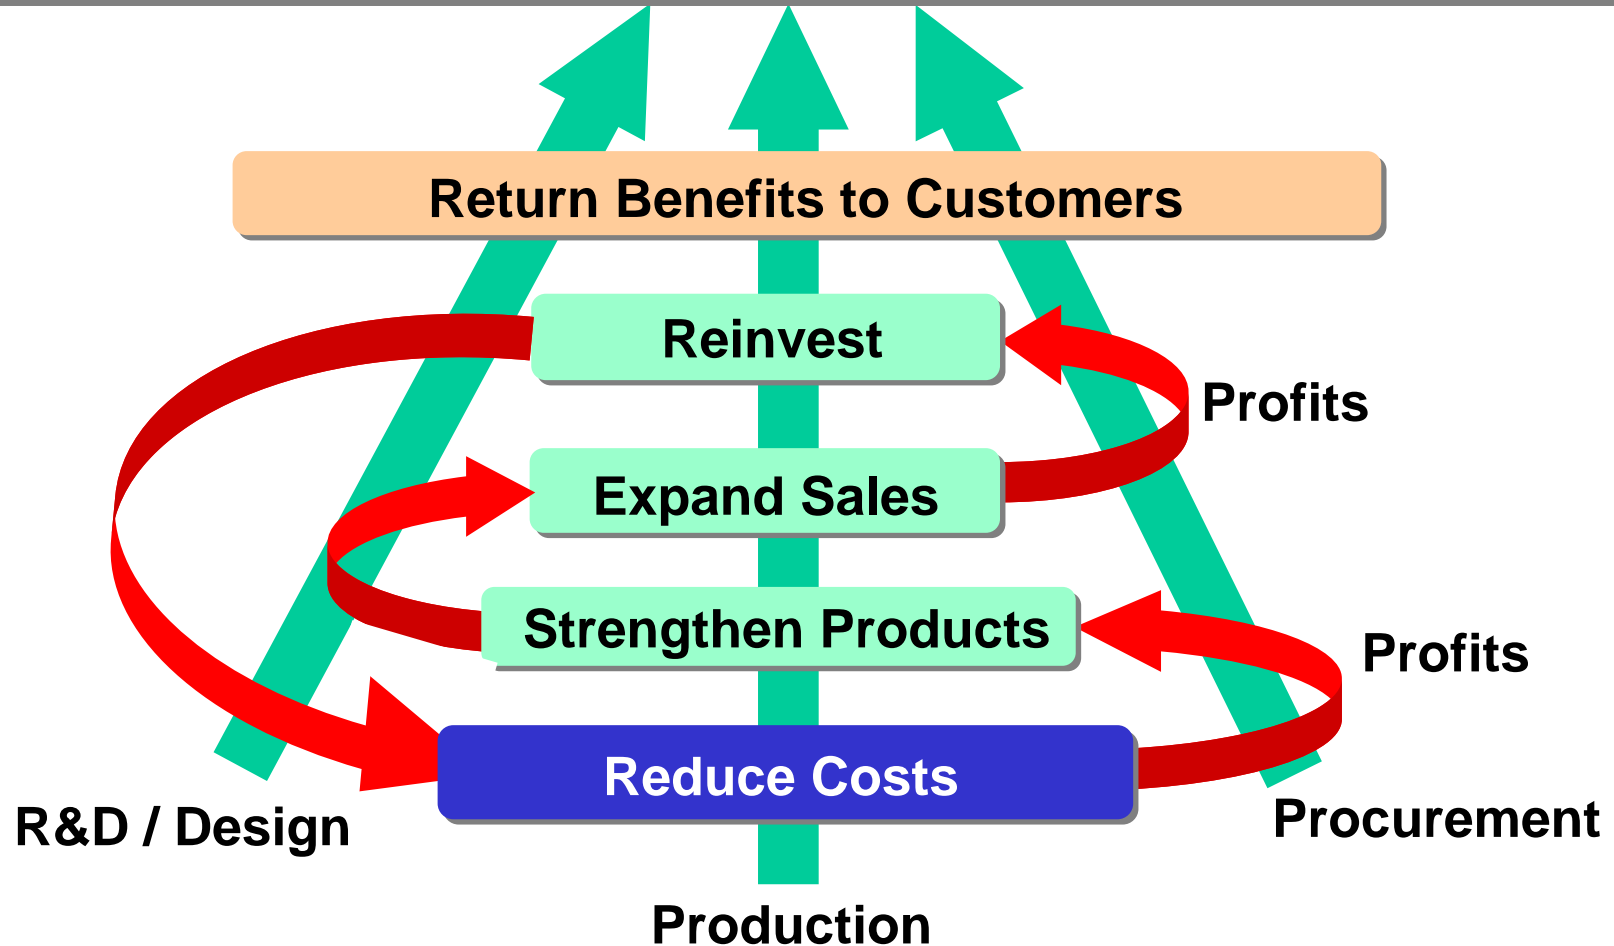 Return Benefits to Customers
Reinvest
Profits
Expand Sales
Strengthen Products
Profits
Reduce Costs
R&D / Design
Procurement
Production